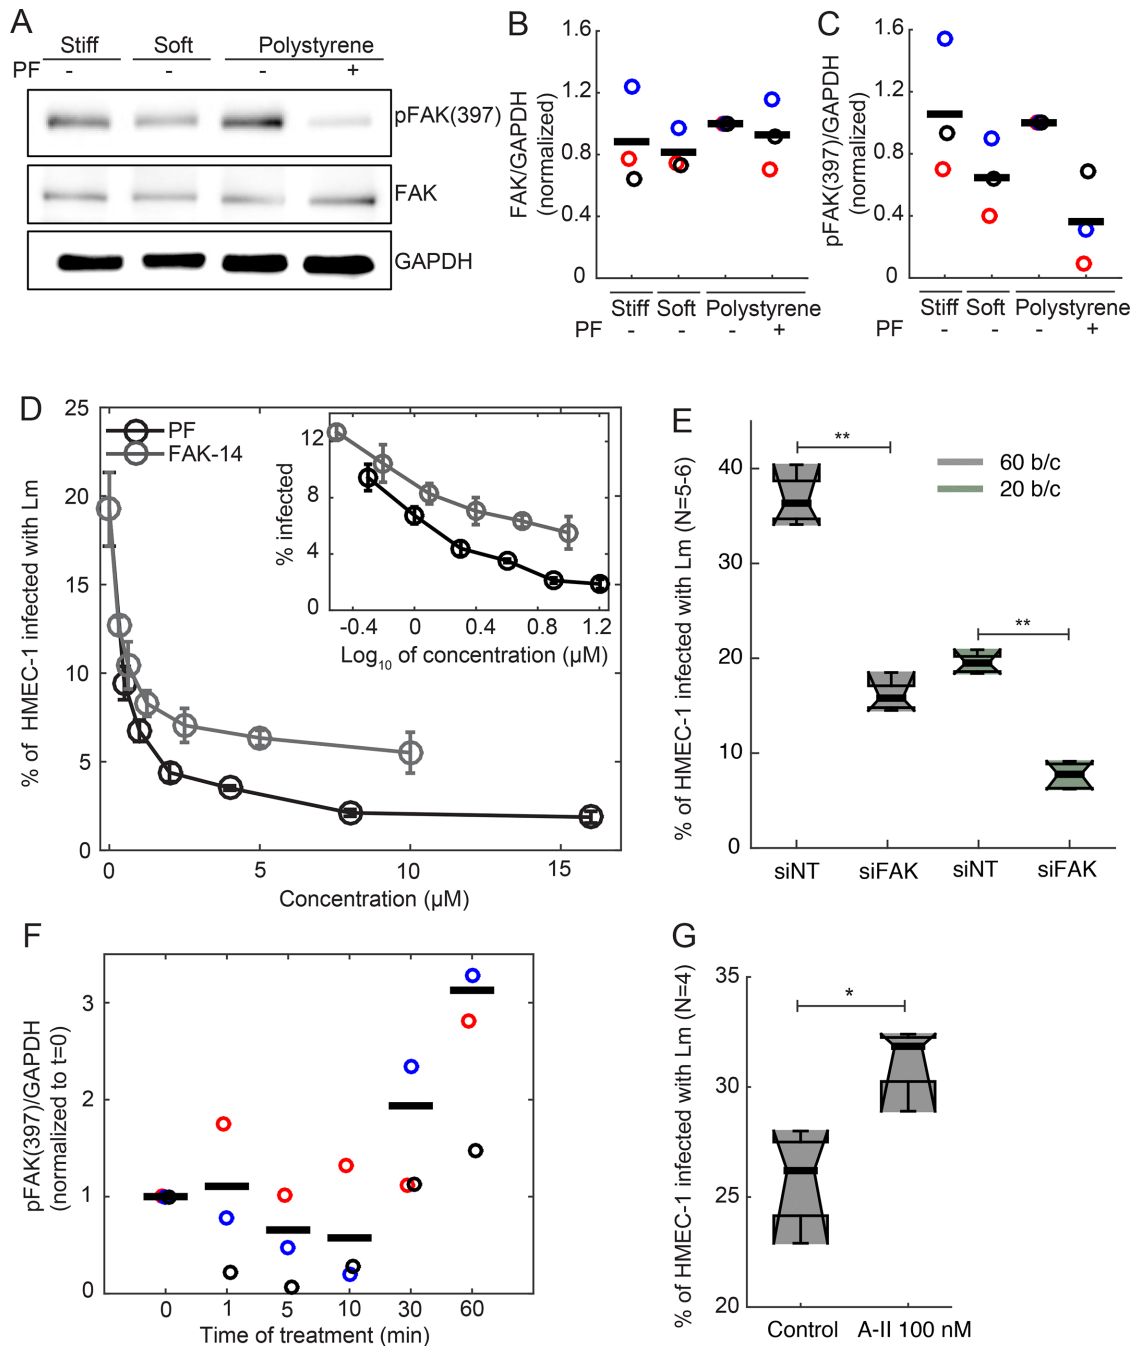 A
Stiff Soft Polystyrene
PF - - - +
pFAK(397)
FAK
GAPDH
B
FAK/GAPDH
(normalized)
1.6
1.2
0.8
0.4
0
Stiff Soft Polystyrene
PF - - - +
C
pFAK(397)/GAPDH
(normalized)
1.6
1.2
0.8
0.4
0
Stiff Soft Polystyrene
PF - - - +
D
% of HMEC-1 infected with Lm
25
20
15
10
5
0
0 5 10 15
Concentration (µM)
PF
FAK-14
% infected
12
8
4
0
-0.4 0 0.4 0.8 1.2
Log10 of concentration (µM)
E
% of HMEC-1 infected with Lm (N=5-6)
40
30
20
10
0
**
**
60 b/c
20 b/c
siNT siFAK siNT siFAK
F
pFAK(397)/GAPDH
(normalized to t=0)
3
2
1
0
0 1 5 10 30 60
Time of treatment (min)
G
% of HMEC-1 infected with Lm (N=4)
35
30
25
20
*
Control A-II 100 nM